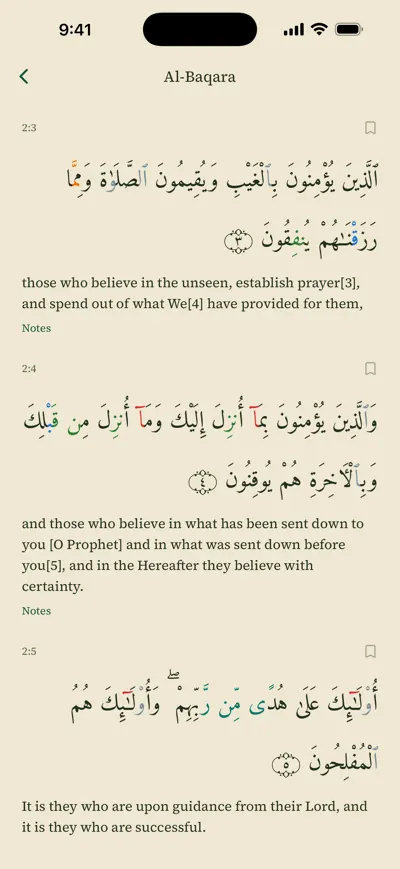 9:41
Al-Baqara
2:3
ٱلَّذِينَ يُؤْمِنُونَ بِٱلْغَيْبِ وَيُقِيمُونَ ٱلصَّلَوٰةَ وَمِمَّا
رَزَقْنَـٰهُمْ يُنفِقُونَ ٣
those who believe in the unseen, establish prayer[3],
and spend out of what We[4] have provided for them,
Notes
2:4
وَٱلَّذِينَ يُؤْمِنُونَ بِمَآ أُنزِلَ إِلَيْكَ وَمَآ أُنزِلَ مِن قَبْلِكَ
وَبِٱلْـَٔاخِرَةِ هُمْ يُوقِنُونَ ٤
and those who believe in what has been sent down to
you [O Prophet] and in what was sent down before
you[5], and in the Hereafter they believe with
certainty.
Notes
2:5
أُو۟لَـٰٓئِكَ عَلَىٰ هُدًى مِّن رَّبِّهِمْ ۖ وَأُو۟لَـٰٓئِكَ هُمُ
ٱلْمُفْلِحُونَ ٥
It is they who are upon guidance from their Lord, and
it is they who are successful.